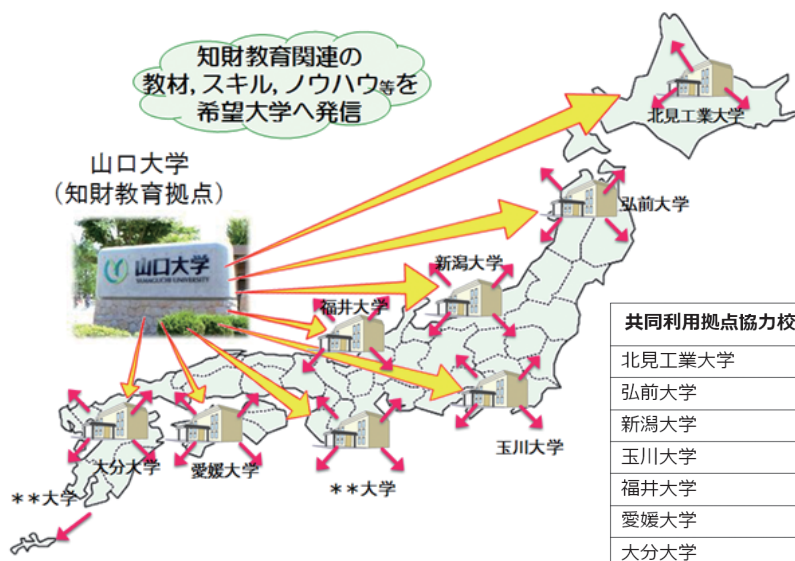 知財教育関連の
教材，スキル，ノウハウ等を
希望大学へ発信
山口大学
（知財教育拠点）
山口大学
YAMAGUCHI UNIVERSITY
北見工業大学
弘前大学
新潟大学
福井大学
玉川大学
大分大学
愛媛大学
＊＊大学
＊＊大学
共同利用拠点協力校
北見工業大学
弘前大学
新潟大学
玉川大学
福井大学
愛媛大学
大分大学